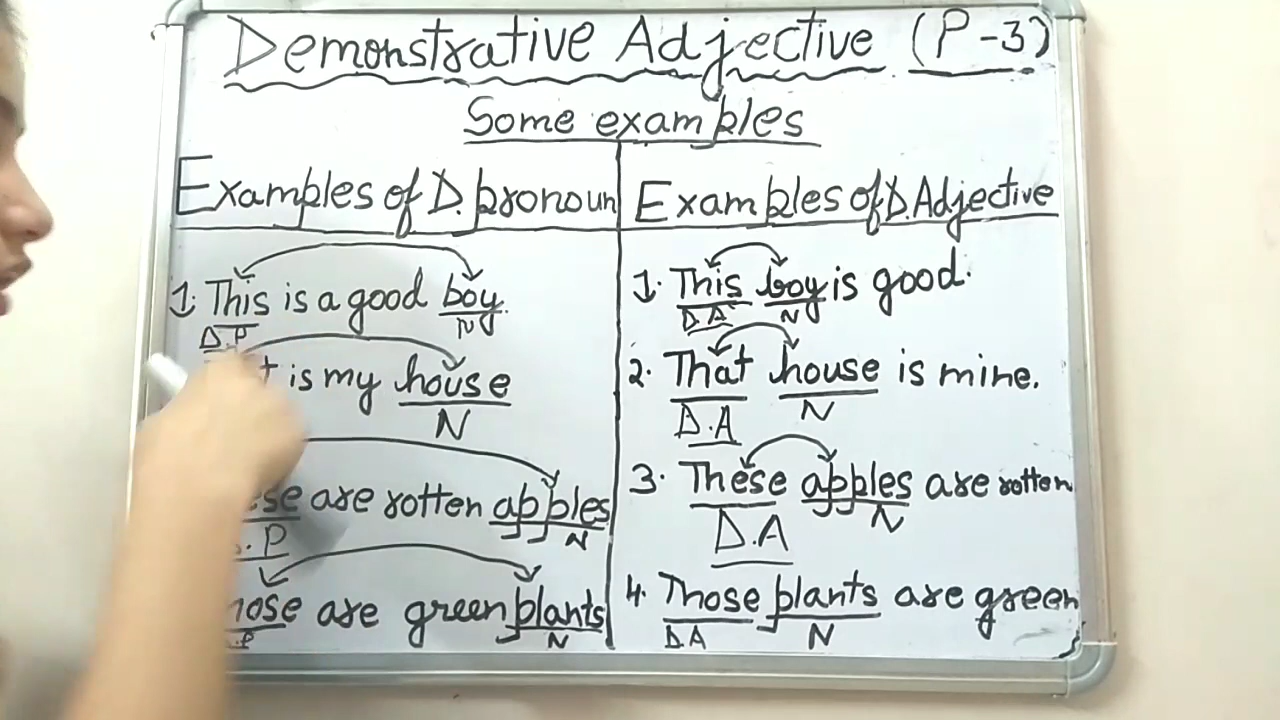 Demonstrative Adjective (P-3)
Some examples
Examples of D. pronoun
1. This is a good boy.
D.P
N
is my house
N
are rotten apples
.P
N
are green plants
.P
N
Examples of D. Adjective
1. This boy is good.
D.A
N
2. That house is mine.
D.A
N
3. These apples are rotten
D.A
N
4. Those plants are green
D.A
N